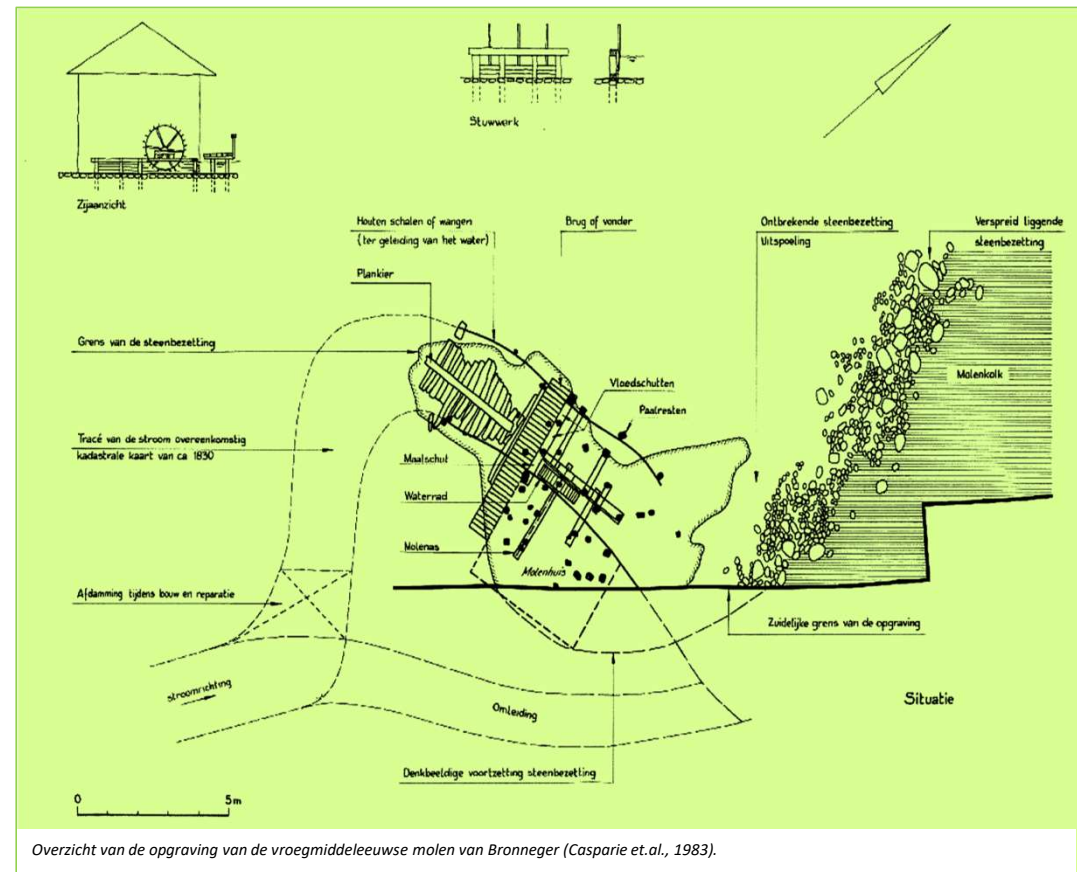 Zijaanzicht
Stuwwerk
Houten schalen of wangen
(ter geleiding van het water)
Brug of vonder
Ontbrekende steenbezetting
Uitspoeling
Verspreid liggende
steenbezetting
Plankier
Grens van de steenbezetting
Vloedschutten
Molenkolk
Paalresten
Tracé van de stroom overeenkomstig
kadastrale kaart van ca 1830
Maalschut
Waterrad
Molenas
Molenhuis
Afdamming tijdens bouw en reparatie
Zuidelijke grens van de opgraving
stroomrichting
Omleiding
Situatie
Denkbeeldige voortzetting steenbezetting
0 5m
Overzicht van de opgraving van de vroegmiddeleeuwse molen van Bronneger (Casparie et.al., 1983).